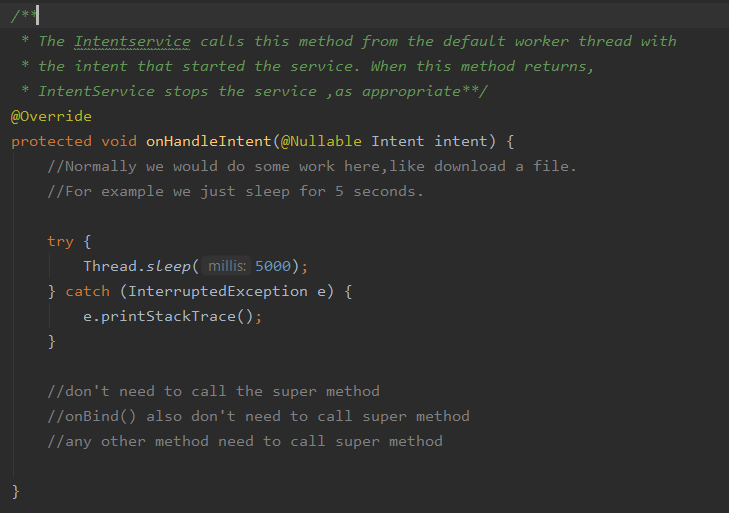 /**
* The Intentservice calls this method from the default worker thread with
* the intent that started the service. When this method returns,
* IntentService stops the service ,as appropriate**/
@Override
protected void onHandleIntent(@Nullable Intent intent) {
//Normally we would do some work here,like download a file.
//For example we just sleep for 5 seconds.
try {
Thread.sleep( millis: 5000);
} catch (InterruptedException e) {
e.printStackTrace();
}
//don't need to call the super method
//onBind() also don't need to call super method
//any other method need to call super method
}